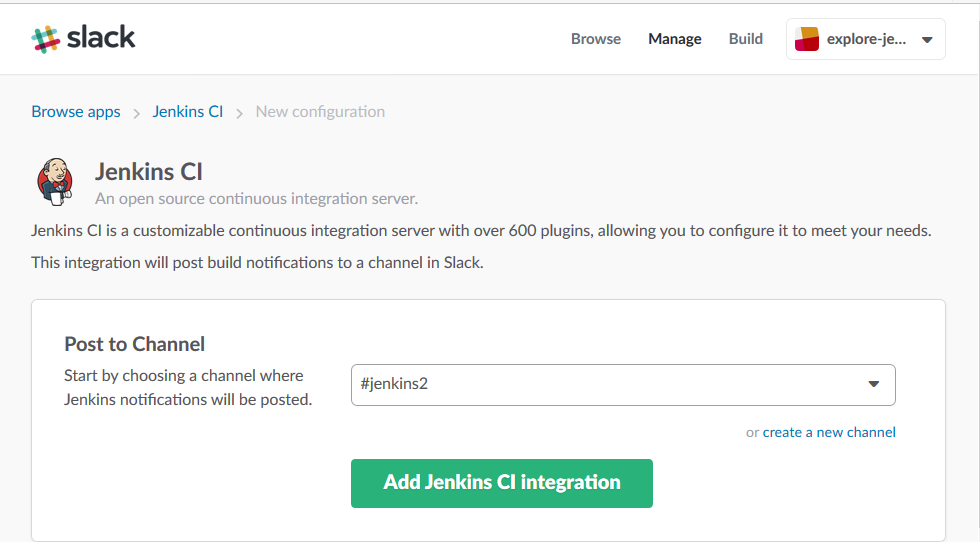 slack
Browse Manage Build explore-je...
Browse apps > Jenkins CI > New configuration
Jenkins CI
An open source continuous integration server.
Jenkins CI is a customizable continuous integration server with over 600 plugins, allowing you to configure it to meet your needs.
This integration will post build notifications to a channel in Slack.
Post to Channel
Start by choosing a channel where
Jenkins notifications will be posted.
#jenkins2
or create a new channel
Add Jenkins CI integration